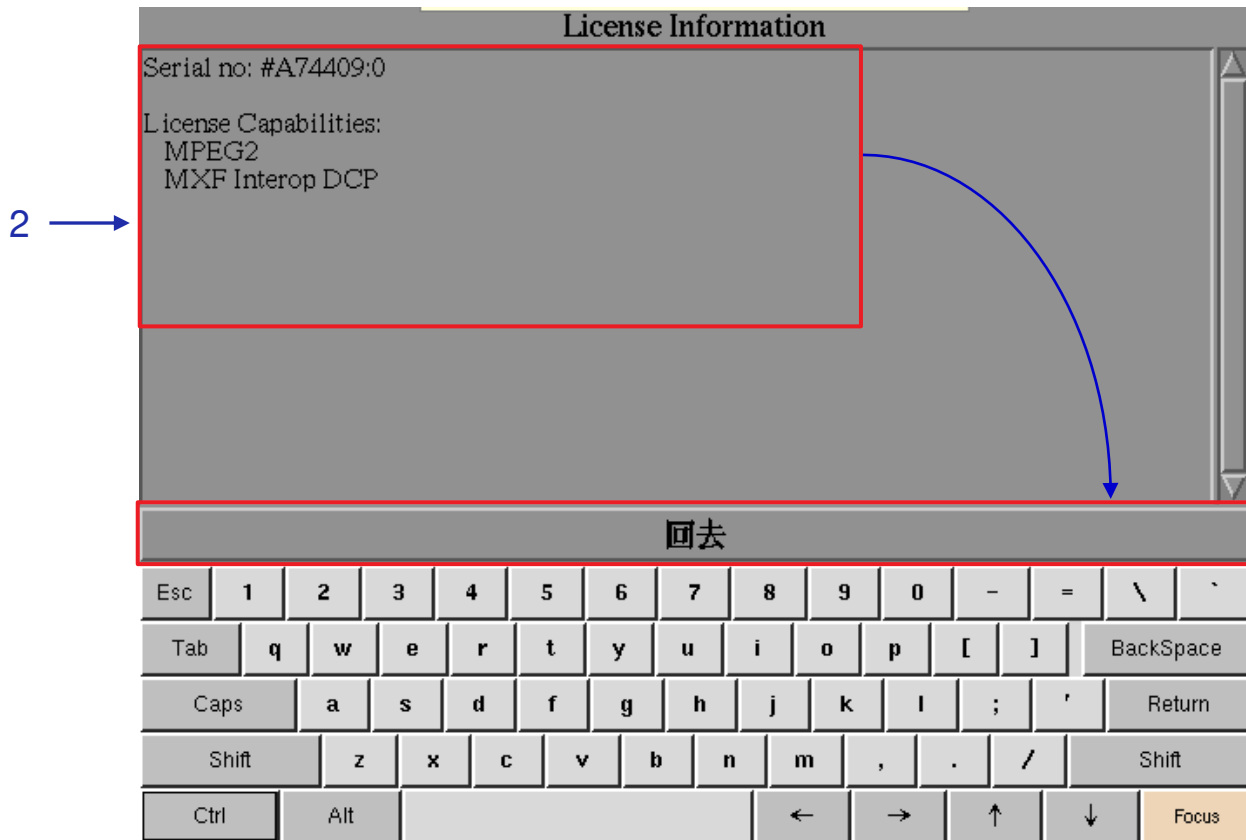 License Information
Serial no: #A74409:0
License Capabilities:
MPEG2
MXF Interop DCP
2
回去
Esc 1 2 3 4 5 6 7 8 9 0 - = \ `
Tab q w e r t y u i o p [ ] BackSpace
Caps a s d f g h j k l ; ' Return
Shift z x c v b n m , . / Shift
Ctrl Alt ← → ↑ ↓ Focus